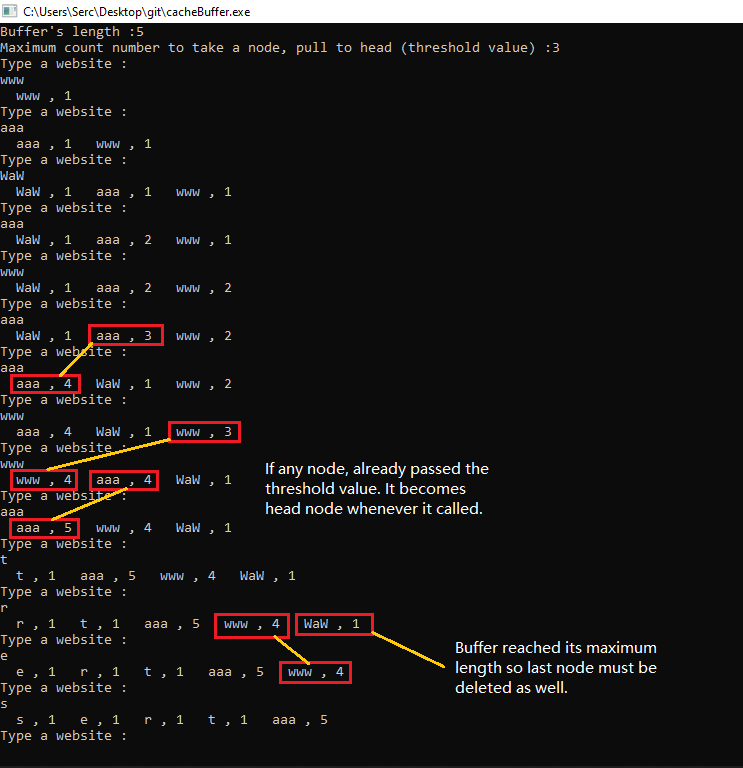 C:\Users\Serc\Desktop\git\cacheBuffer.exe
Buffer's length :5
Maximum count number to take a node, pull to head (threshold value) :3
Type a website :
www
www , 1
Type a website :
aaa
aaa , 1   www , 1
Type a website :
WaW
WaW , 1   aaa , 1   www , 1
Type a website :
aaa
WaW , 1   aaa , 2   www , 1
Type a website :
www
WaW , 1   aaa , 2   www , 2
Type a website :
aaa
WaW , 1   aaa , 3   www , 2
Type a website :
aaa
aaa , 4   WaW , 1   www , 2
Type a website :
www
aaa , 4   WaW , 1   www , 3
Type a website :
www
www , 4   aaa , 4   WaW , 1
Type a website :
aaa
aaa , 5   www , 4   WaW , 1
Type a website :
t
t , 1   aaa , 5   www , 4   WaW , 1
Type a website :
r
r , 1   t , 1   aaa , 5   www , 4   WaW , 1
Type a website :
e
e , 1   r , 1   t , 1   aaa , 5   www , 4
Type a website :
s
s , 1   e , 1   r , 1   t , 1   aaa , 5
Type a website :
If any node, already passed the
threshold value. It becomes
head node whenever it called.
Buffer reached its maximum
length so last node must be
deleted as well.